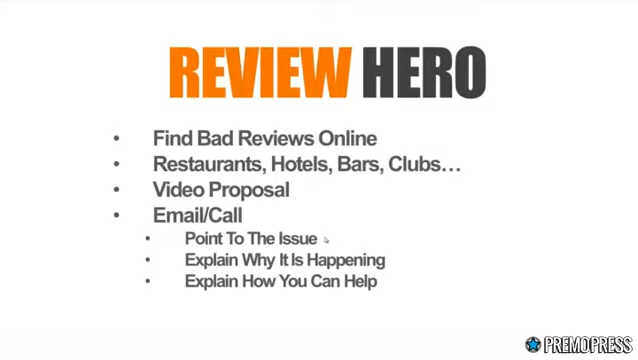 REVIEW HERO
• Find Bad Reviews Online
• Restaurants, Hotels, Bars, Clubs…
• Video Proposal
• Email/Call
• Point To The Issue
• Explain Why It Is Happening
• Explain How You Can Help
PREMOPRESS